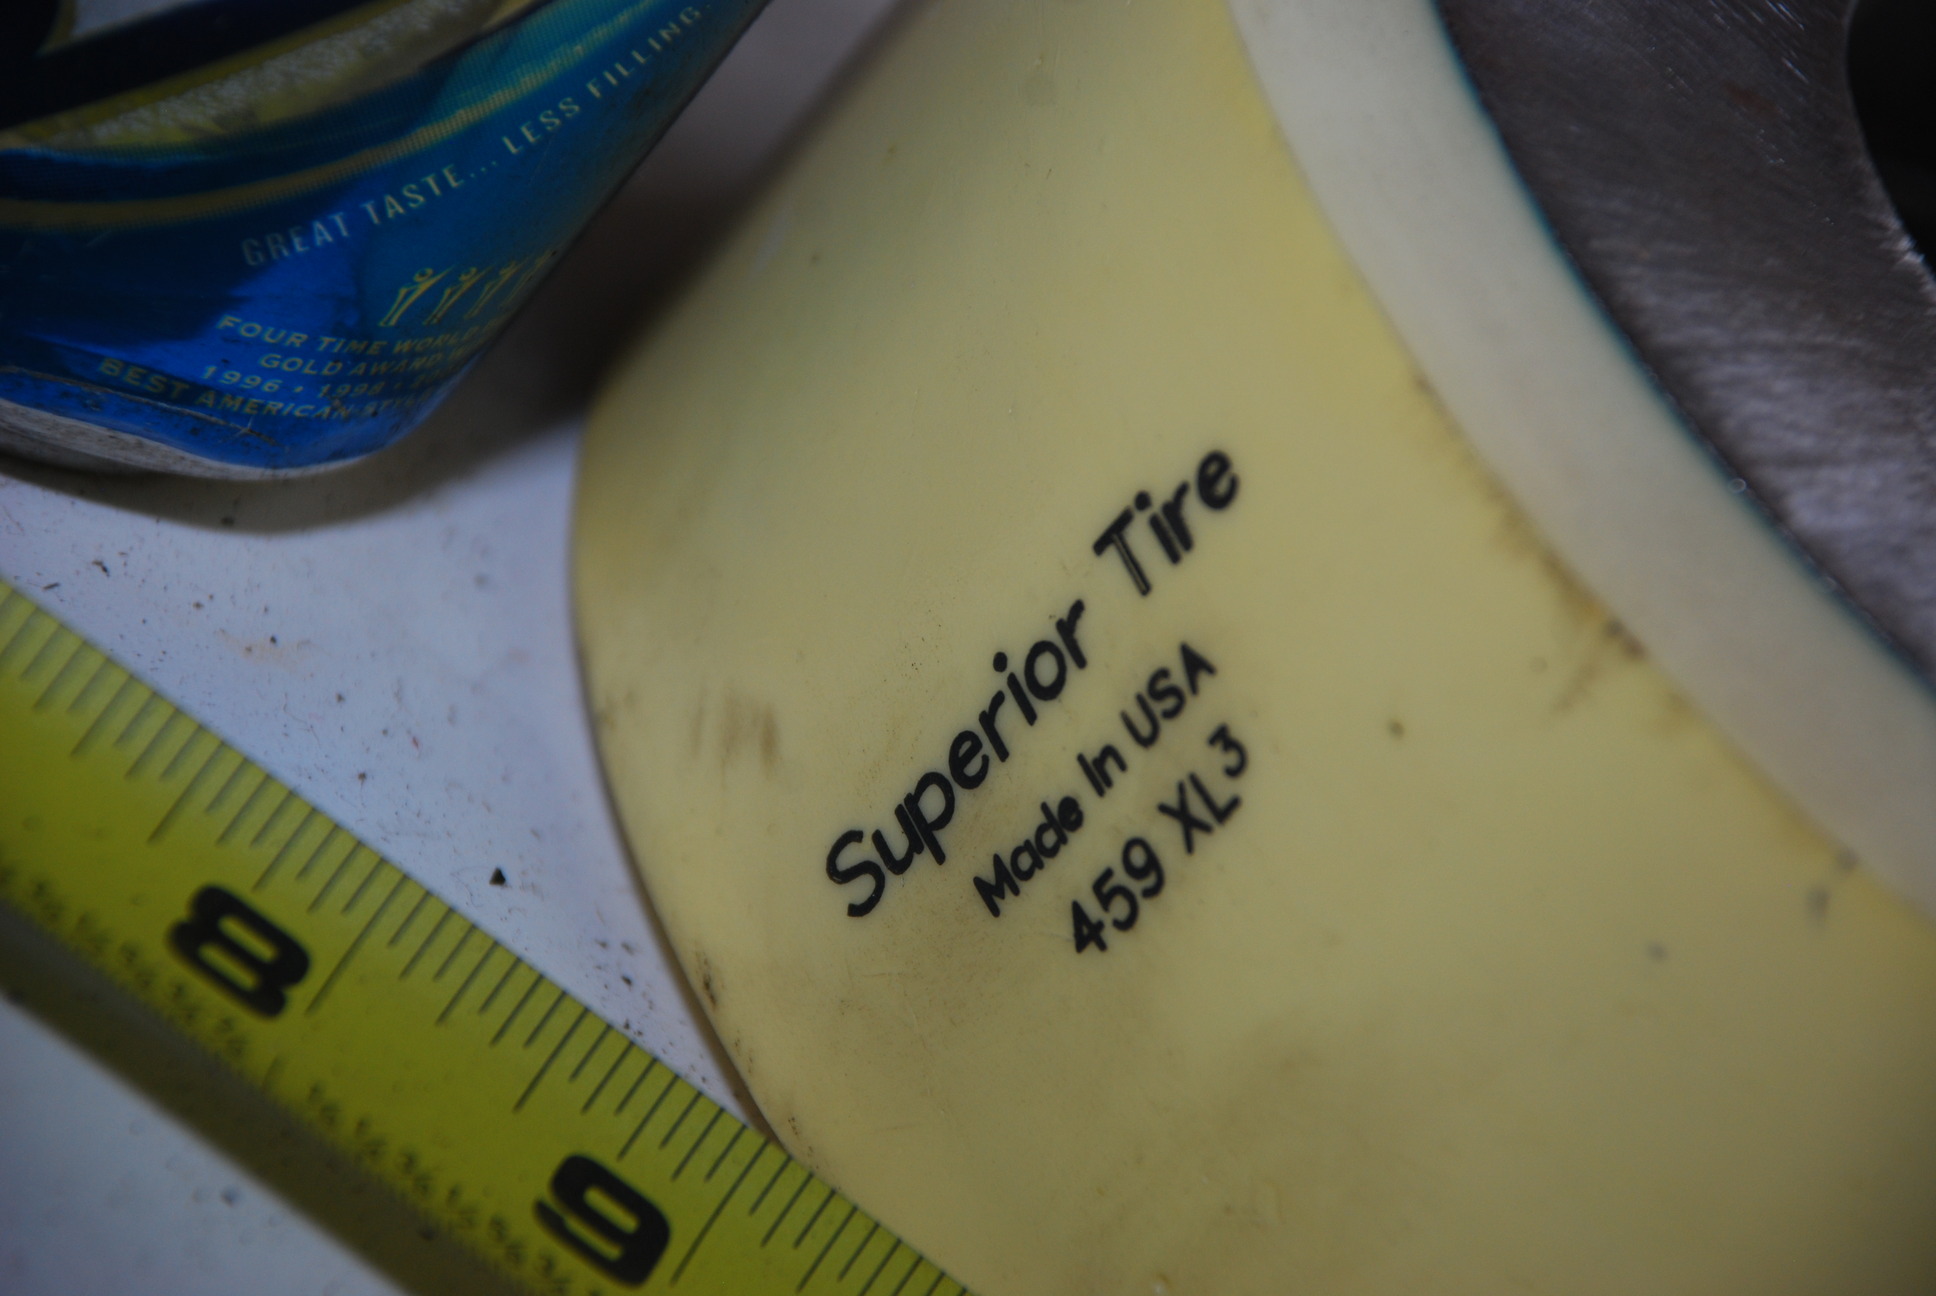 GREAT TASTE... LESS FILLING.
FOUR TIME WORLD
GOLD AWARD
1996 • 1998 •
BEST AMERICAN-STYLE
Superior Tire
Made In USA
459 XL3
8
9